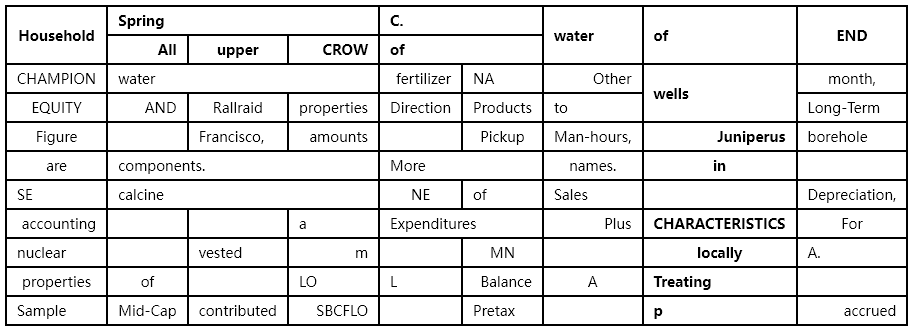 Household Spring C. water of END
All upper CROW of
CHAMPION water fertilizer NA Other wells month,
EQUITY AND Rallraid properties Direction Products to Long-Term
Figure Francisco, amounts Pickup Man-hours, Juniperus borehole
are components. More names. in
SE calcine NE of Sales Depreciation,
accounting a Expenditures Plus CHARACTERISTICS For
nuclear vested m MN locally A.
properties of LO L Balance A Treating
Sample Mid-Cap contributed SBCFLO Pretax p accrued